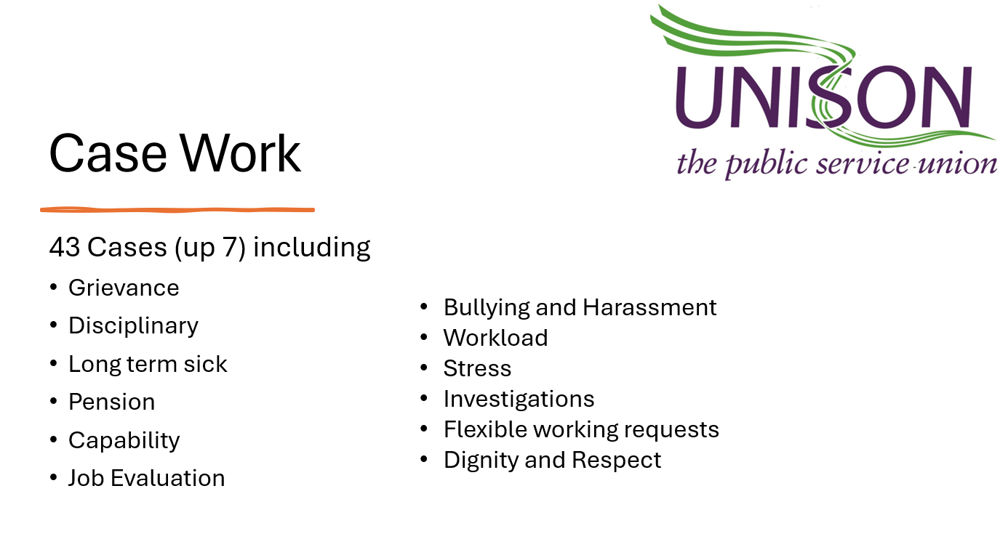 UNISON
the public service union
Case Work
43 Cases (up 7) including
• Grievance
• Disciplinary
• Long term sick
• Pension
• Capability
• Job Evaluation
• Bullying and Harassment
• Workload
• Stress
• Investigations
• Flexible working requests
• Dignity and Respect